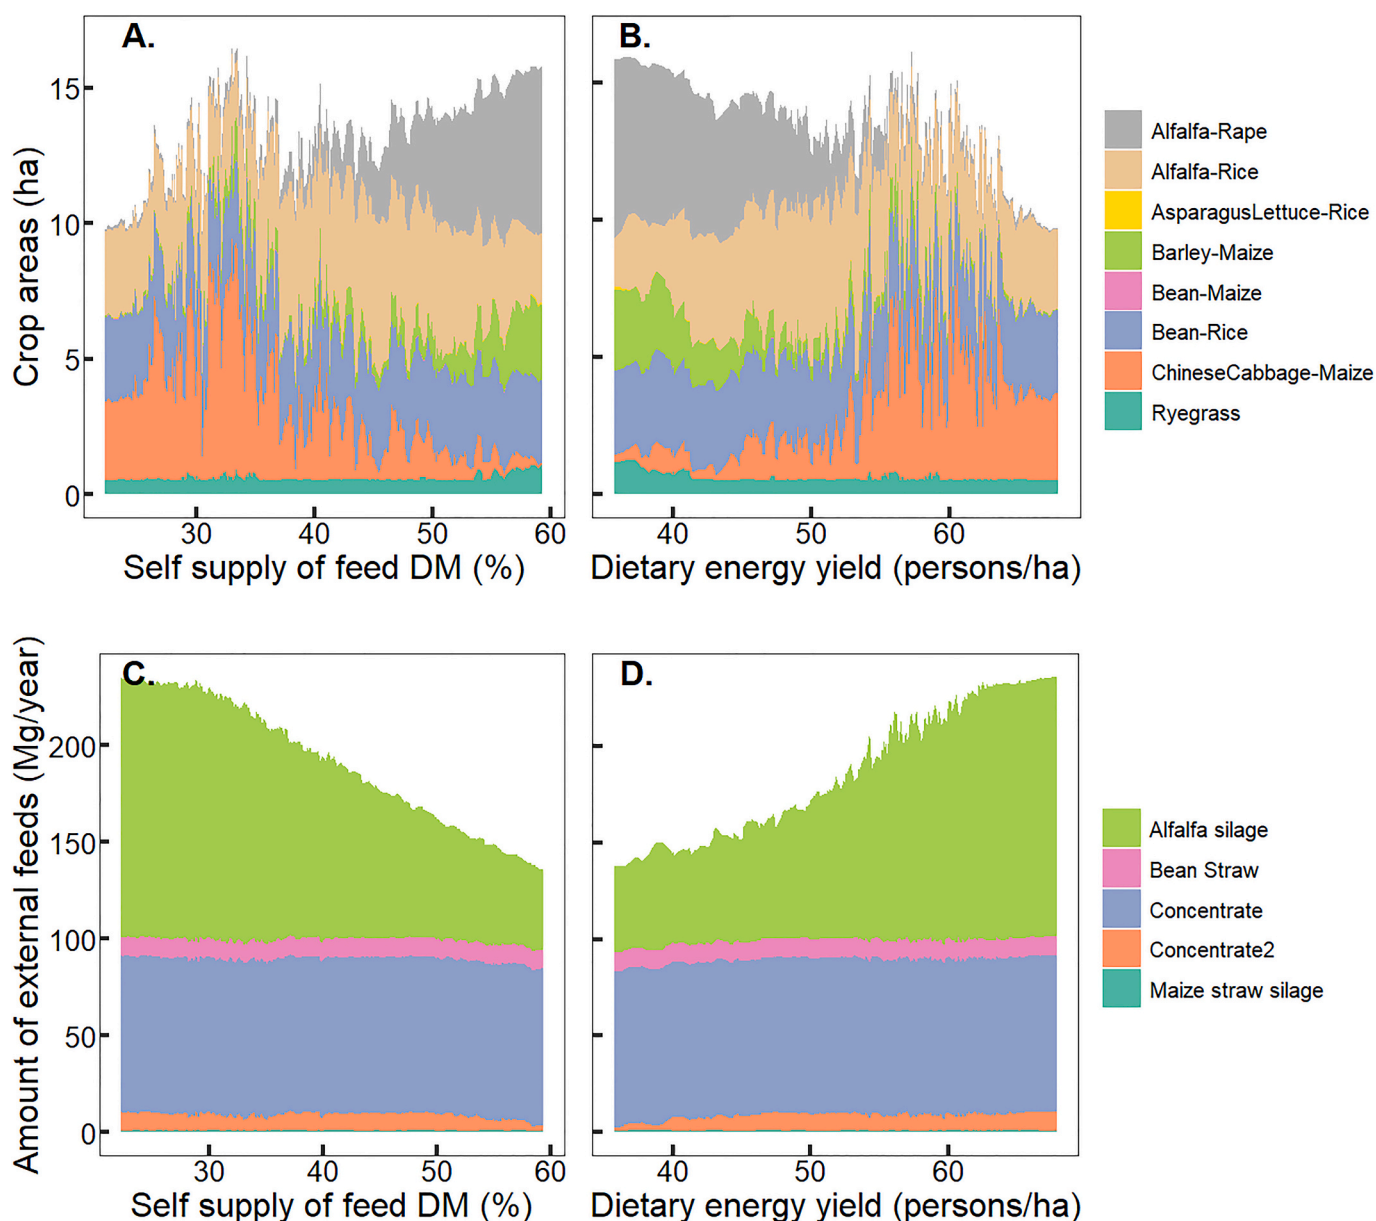 A.
B.
Crop areas (ha)
15
10
5
0
30 40 50 60
40 50 60
Self supply of feed DM (%)
Dietary energy yield (persons/ha)
Alfalfa-Rape
Alfalfa-Rice
AsparagusLettuce-Rice
Barley-Maize
Bean-Maize
Bean-Rice
ChineseCabbage-Maize
Ryegrass
C.
D.
Amount of external feeds (Mg/year)
200
150
100
50
0
30 40 50 60
40 50 60
Self supply of feed DM (%)
Dietary energy yield (persons/ha)
Alfalfa silage
Bean Straw
Concentrate
Concentrate2
Maize straw silage